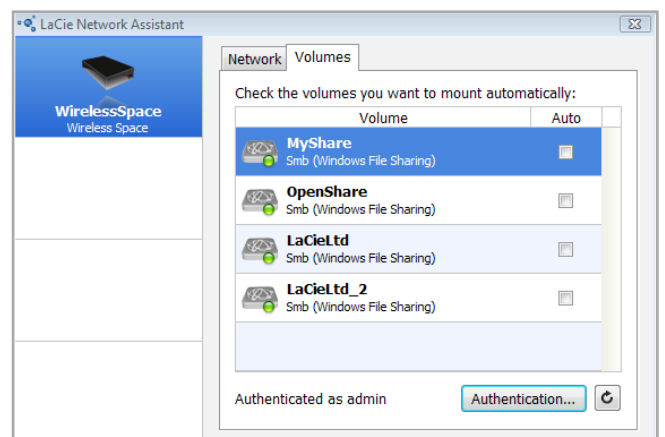 LaCie Network Assistant
WirelessSpace
Wireless Space
Network Volumes
Check the volumes you want to mount automatically:
Volume Auto
MyShare
Smb (Windows File Sharing)
OpenShare
Smb (Windows File Sharing)
LaCieLtd
Smb (Windows File Sharing)
LaCieLtd_2
Smb (Windows File Sharing)
Authenticated as admin Authentication...